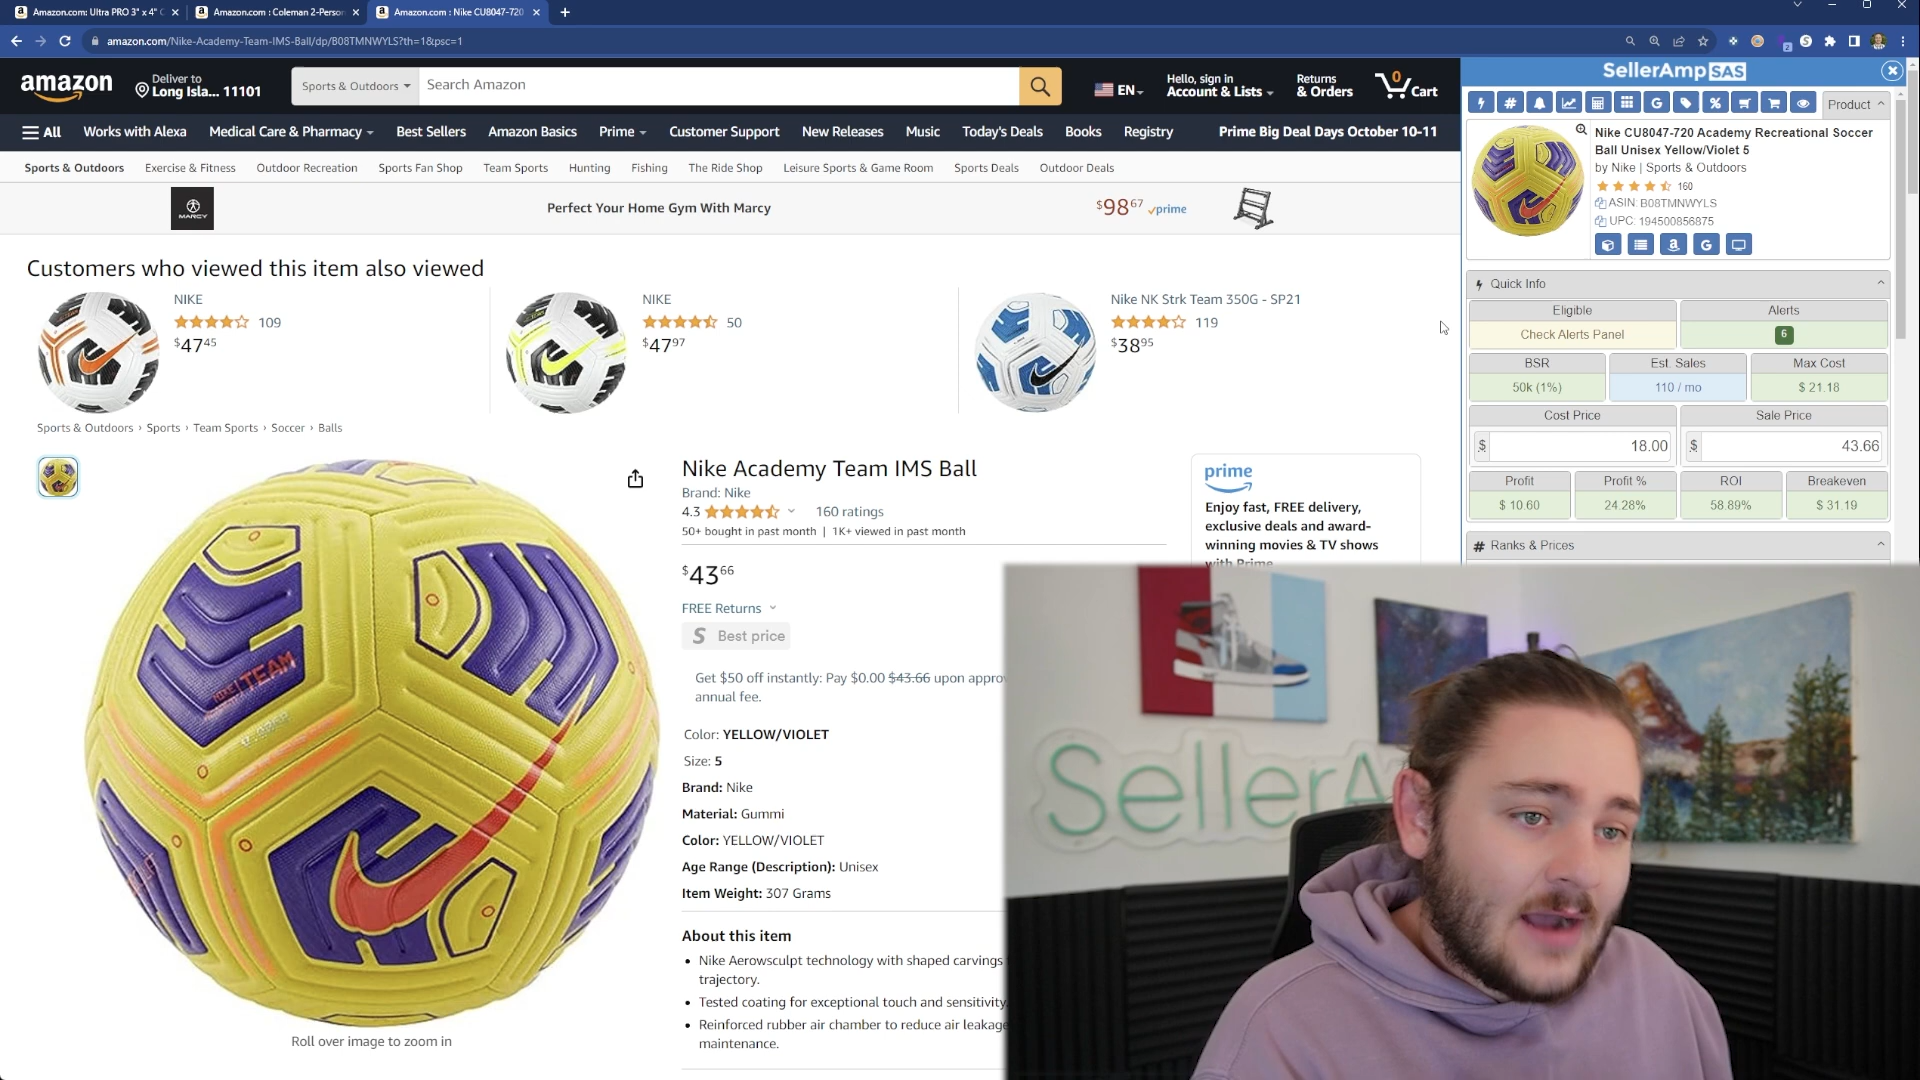 Amazon.com: Ultra PRO 3" x 4" C
Amazon.com : Coleman 2-Person
Amazon.com : Nike CU8047-720
amazon.com/Nike-Academy-Team-IMS-Ball/dp/B08TMNWYLS?th=1&psc=1
amazon
Deliver to
Long Isla... 11101
Sports & Outdoors
Search Amazon
EN
Hello, sign in
Account & Lists
Returns
& Orders
0
Cart
All
Works with Alexa
Medical Care & Pharmacy
Best Sellers
Amazon Basics
Prime
Customer Support
New Releases
Music
Today's Deals
Books
Registry
Prime Big Deal Days October 10-11
Sports & Outdoors
Exercise & Fitness
Outdoor Recreation
Sports Fan Shop
Team Sports
Hunting
Fishing
The Ride Shop
Leisure Sports & Game Room
Sports Deals
Outdoor Deals
MARCY
Perfect Your Home Gym With Marcy
$98 67 prime
Customers who viewed this item also viewed
NIKE
109
$47 45
NIKE
50
$47 97
Nike NK Strk Team 350G - SP21
119
$38 95
Sports & Outdoors › Sports › Team Sports › Soccer › Balls
NIKE TEAM
Roll over image to zoom in
Nike Academy Team IMS Ball
Brand: Nike
4.3 160 ratings
50+ bought in past month | 1K+ viewed in past month
$43 66
FREE Returns
S Best price
Get $50 off instantly: Pay $0.00 $43.66 upon appro
annual fee.
Color: YELLOW/VIOLET
Size: 5
Brand: Nike
Material: Gummi
Color: YELLOW/VIOLET
Age Range (Description): Unisex
Item Weight: 307 Grams
About this item
• Nike Aerowsculpt technology with shaped carvings
trajectory.
• Tested coating for exceptional touch and sensitivity.
• Reinforced rubber air chamber to reduce air leakage
maintenance.
prime
Enjoy fast, FREE delivery,
exclusive deals and award-
winning movies & TV shows
with Prime
SellerAmp SAS
Product
Nike CU8047-720 Academy Recreational Soccer
Ball Unisex Yellow/Violet 5
by Nike | Sports & Outdoors
160
ASIN: B08TMNWYLS
UPC: 194500856875
Quick Info
Eligible
Alerts
Check Alerts Panel
6
BSR
Est. Sales
Max Cost
50k (1%)
110 / mo
$ 21.18
Cost Price
Sale Price
$ 18.00
$ 43.66
Profit
Profit %
ROI
Breakeven
$ 10.60
24.28%
58.89%
$ 31.19
# Ranks & Prices
SellerA